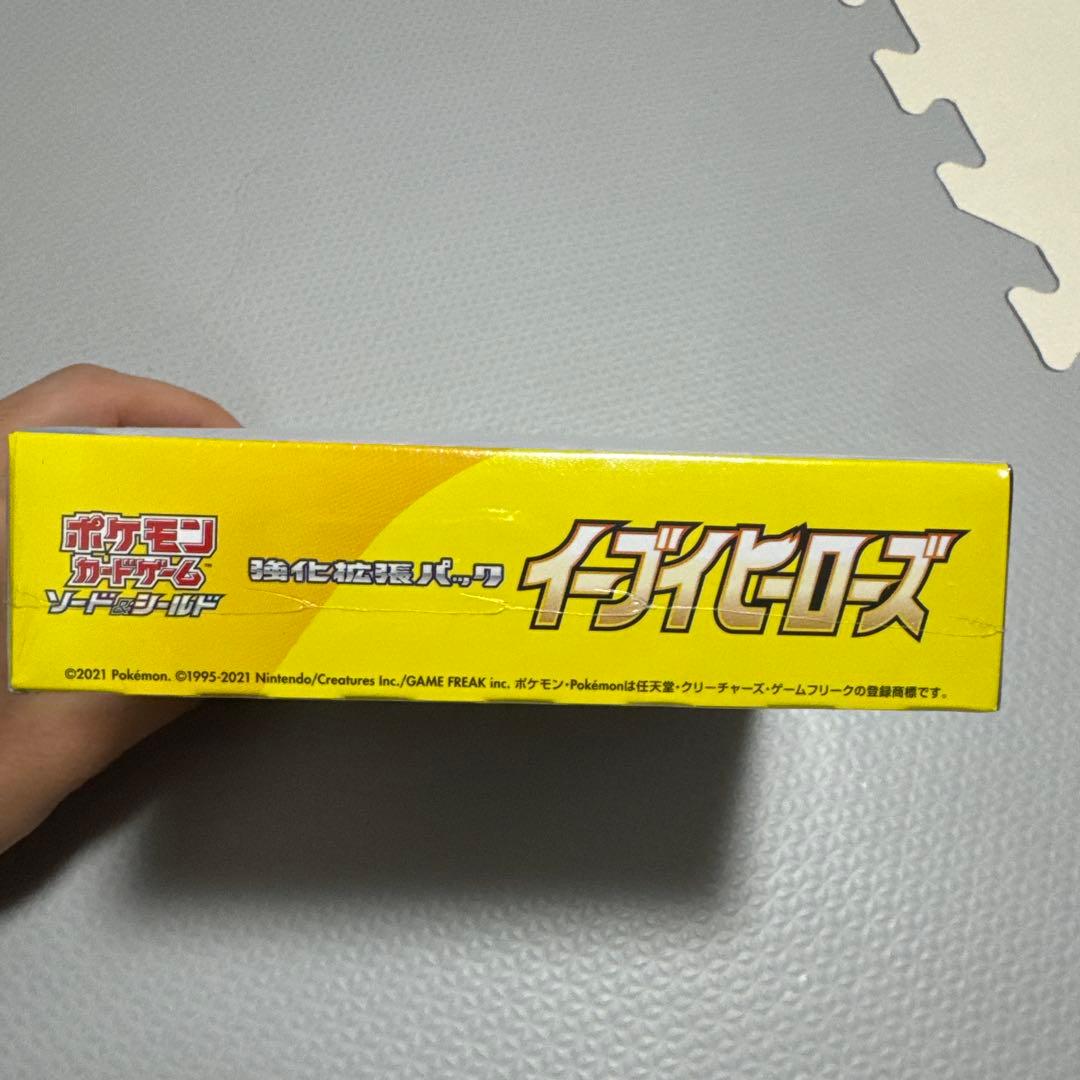 ポケモン
カードゲーム™
ソード&シールド
強化拡張パック
イーブイヒーローズ
©2021 Pokémon. ©1995-2021 Nintendo/Creatures Inc./GAME FREAK inc. ポケモン・Pokémonは任天堂・クリーチャーズ・ゲームフリークの登録商標です。